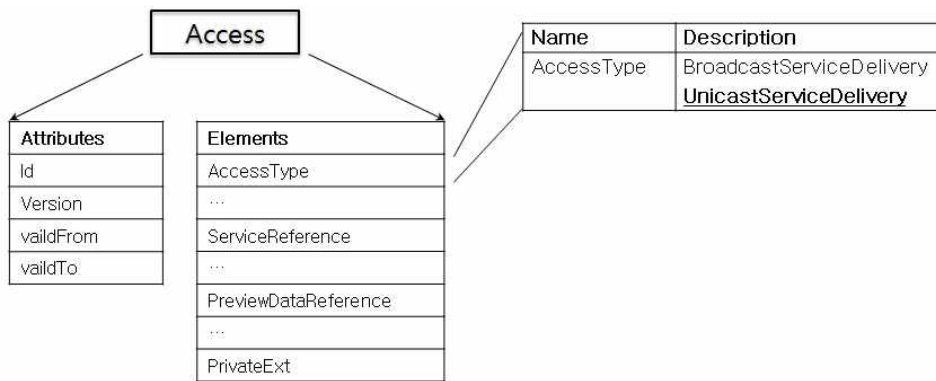 Access
Name Description
AccessType BroadcastServiceDelivery
UnicastServiceDelivery
Attributes
Id
Version
vaildFrom
vaildTo
Elements
AccessType
...
ServiceReference
...
PreviewDataReference
...
PrivateExt